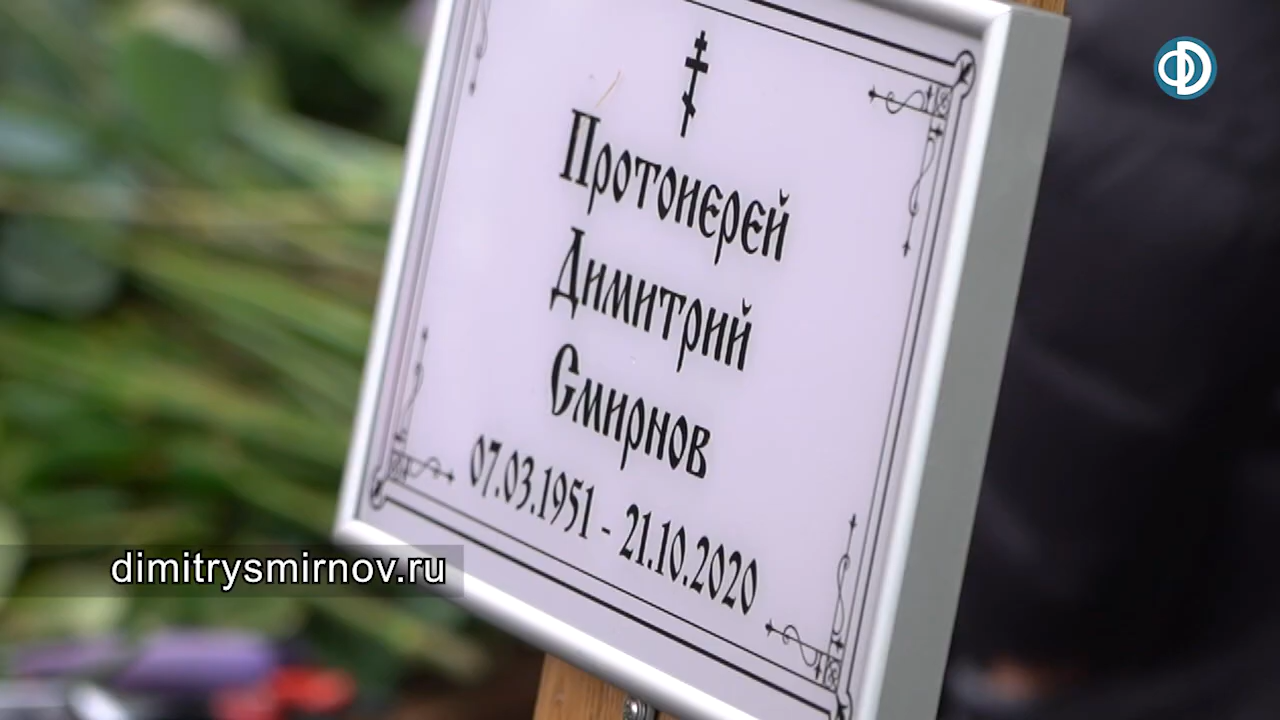 Протоиерей
Димитрий
Смирнов
07.03.1951 - 21.10.2020
dimitrysmirnov.ru